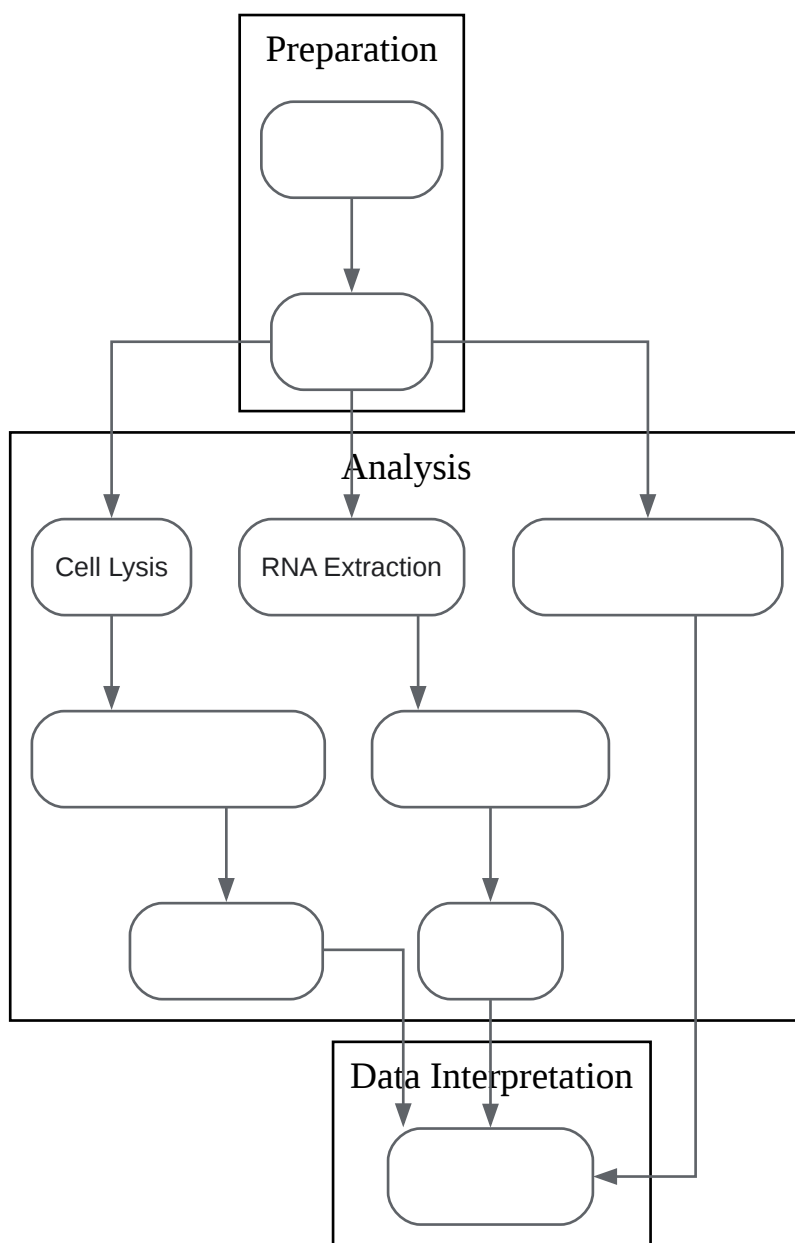 Preparation
Analysis
Cell Lysis
RNA Extraction
Data Interpretation